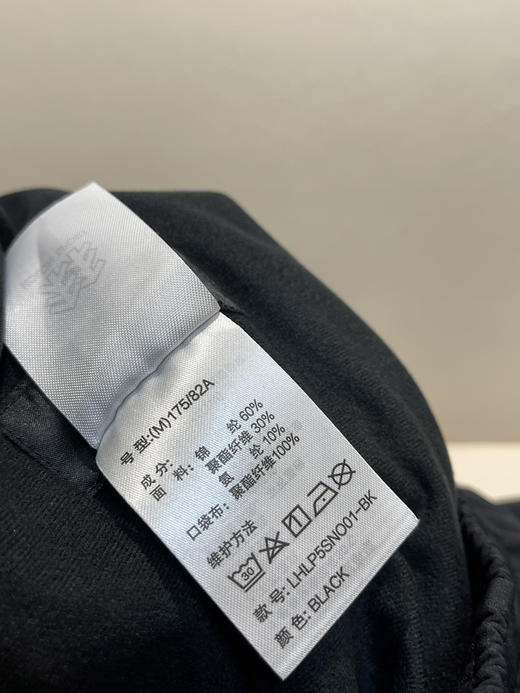 号 型:(M)175/82A
成分:
面 料: 锦 纶 60%
聚酯纤维 30%
氨 纶 10%
口袋布: 聚酯纤维100%
维护方法
30
款 号: LHLP5SNO01-BK
颜 色: BLACK